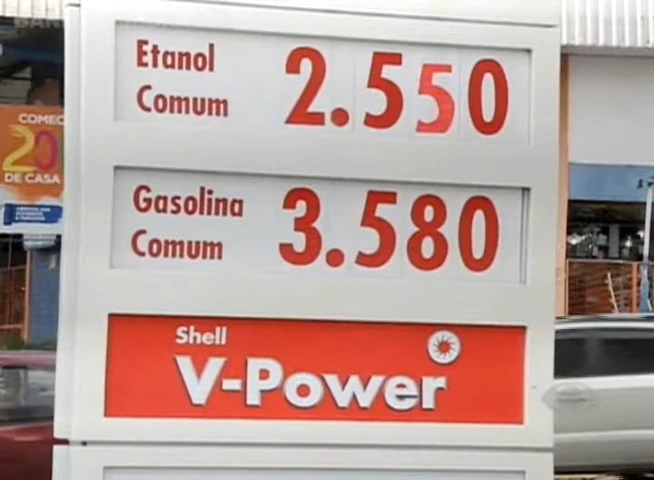 Etanol
Comum
2.550
Gasolina
Comum
3.580
Shell
V-Power
COMEC
20
DE CASA